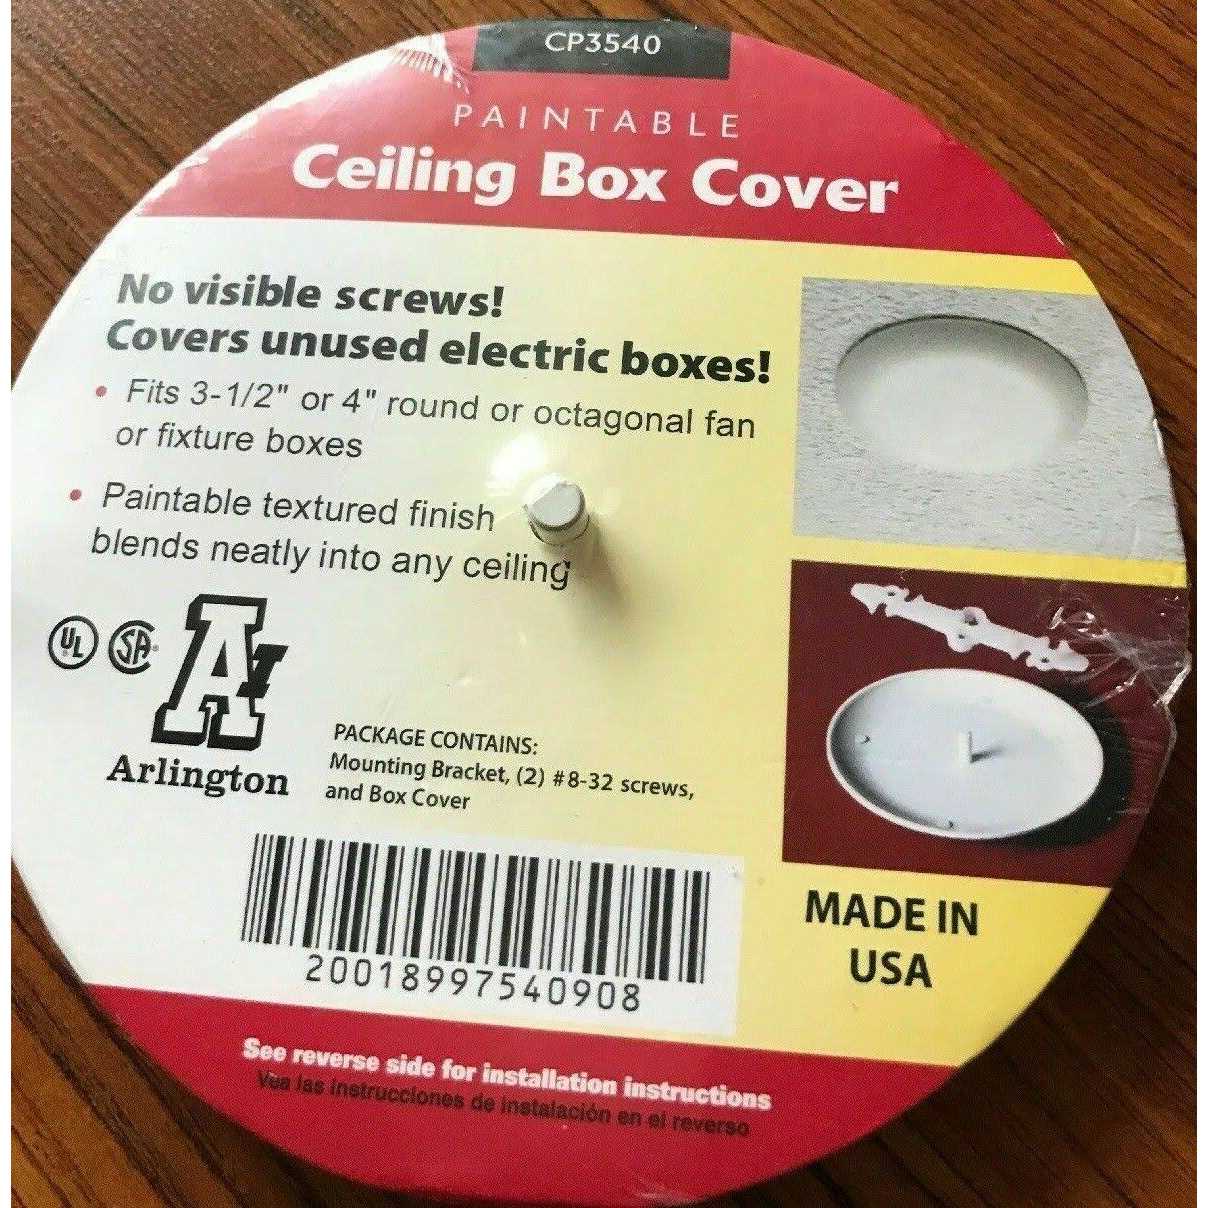 CP3540
PAINTABLE
Ceiling Box Cover
No visible screws!
Covers unused electric boxes!
• Fits 3-1/2" or 4" round or octagonal fan
or fixture boxes
• Paintable textured finish
blends neatly into any ceiling
UL SA A
Arlington
PACKAGE CONTAINS:
Mounting Bracket, (2) #8-32 screws,
and Box Cover
20018997540908
MADE IN
USA
See reverse side for installation instructions
Vea las instrucciones de instalación en el reverso